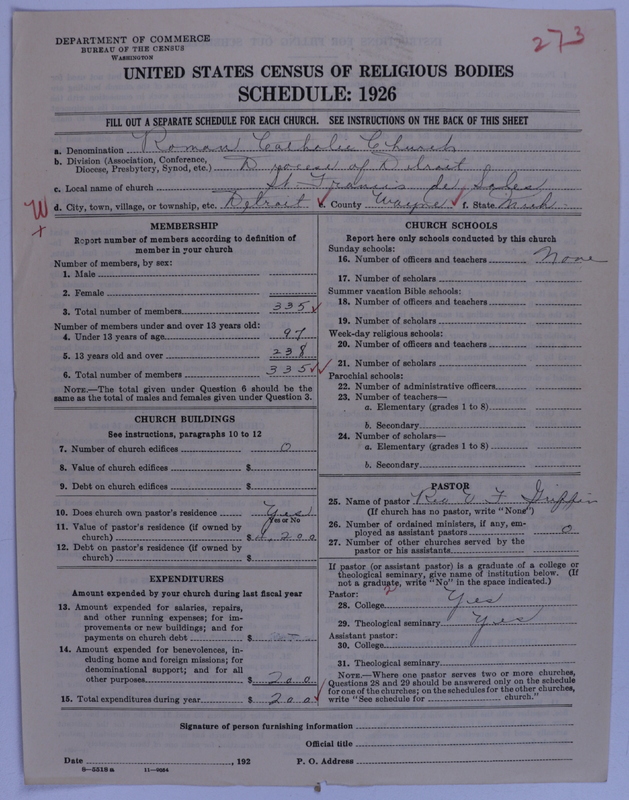 DEPARTMENT OF COMMERCE
BUREAU OF THE CENSUS
WASHINGTON
273
UNITED STATES CENSUS OF RELIGIOUS BODIES
SCHEDULE: 1926
FILL OUT A SEPARATE SCHEDULE FOR EACH CHURCH. SEE INSTRUCTIONS ON THE BACK OF THIS SHEET
a. Denomination Roman Catholic Church
b. Division (Association, Conference, Diocese, Presbytery, Synod, etc.) Diocese of Detroit
c. Local name of church St Francis de Sales
d. City, town, village, or township, etc. Detroit e. County Wayne f. State Mich
W
x
MEMBERSHIP
Report number of members according to definition of
member in your church
Number of members, by sex:
1. Male
2. Female
3. Total number of members 335
Number of members under and over 13 years old:
4. Under 13 years of age 97
5. 13 years old and over 238
6. Total number of members 335
NOTE.—The total given under Question 6 should be
same as the total of males and females given under Question 3.
CHURCH BUILDINGS
See instructions, paragraphs 10 to 12
7. Number of church edifices 0
8. Value of church edifices $
9. Debt on church edifices $
10. Does church own pastor's residence Yes
Yes or No
11. Value of pastor's residence (if owned by
church) $ 200
12. Debt on pastor's residence (if owned by
church) $
EXPENDITURES
Amount expended by your church during last fiscal year
13. Amount expended for salaries, repairs,
and other running expenses; for im-
provements or new buildings; and for
payments on church debt $
14. Amount expended for benevolences, in-
cluding home and foreign missions; for
denominational support; and for all
other purposes $ 200
15. Total expenditures during year $ 200
CHURCH SCHOOLS
Report here only schools conducted by this church
Sunday schools:
16. Number of officers and teachers None
17. Number of scholars
Summer vacation Bible schools:
18. Number of officers and teachers
19. Number of scholars
Week-day religious schools:
20. Number of officers and teachers
21. Number of scholars
Parochial schools:
22. Number of administrative officers
23. Number of teachers—
a. Elementary (grades 1 to 8)
b. Secondary
24. Number of scholars—
a. Elementary (grades 1 to 8)
b. Secondary
PASTOR
25. Name of pastor Rev F Griffin
(If church has no pastor, write "None")
26. Number of ordained ministers, if any, em-
ployed as assistant pastors 0
27. Number of other churches served by the
pastor or his assistants
If pastor (or assistant pastor) is a graduate of a college or
theological seminary, give name of institution below. (If
not a graduate, write "No" in the space indicated.)
Pastor: 2
28. College Yes
29. Theological seminary Yes
Assistant pastor:
30. College
31. Theological seminary
NOTE.—Where one pastor serves two or more churches,
Questions 28 and 29 should be answered only on the schedule
for one of the churches; on the schedules for the other churches,
write "See schedule for church."
Signature of person furnishing information
Official title
Date , 192 P. O. Address
8—5518 a 11—9034